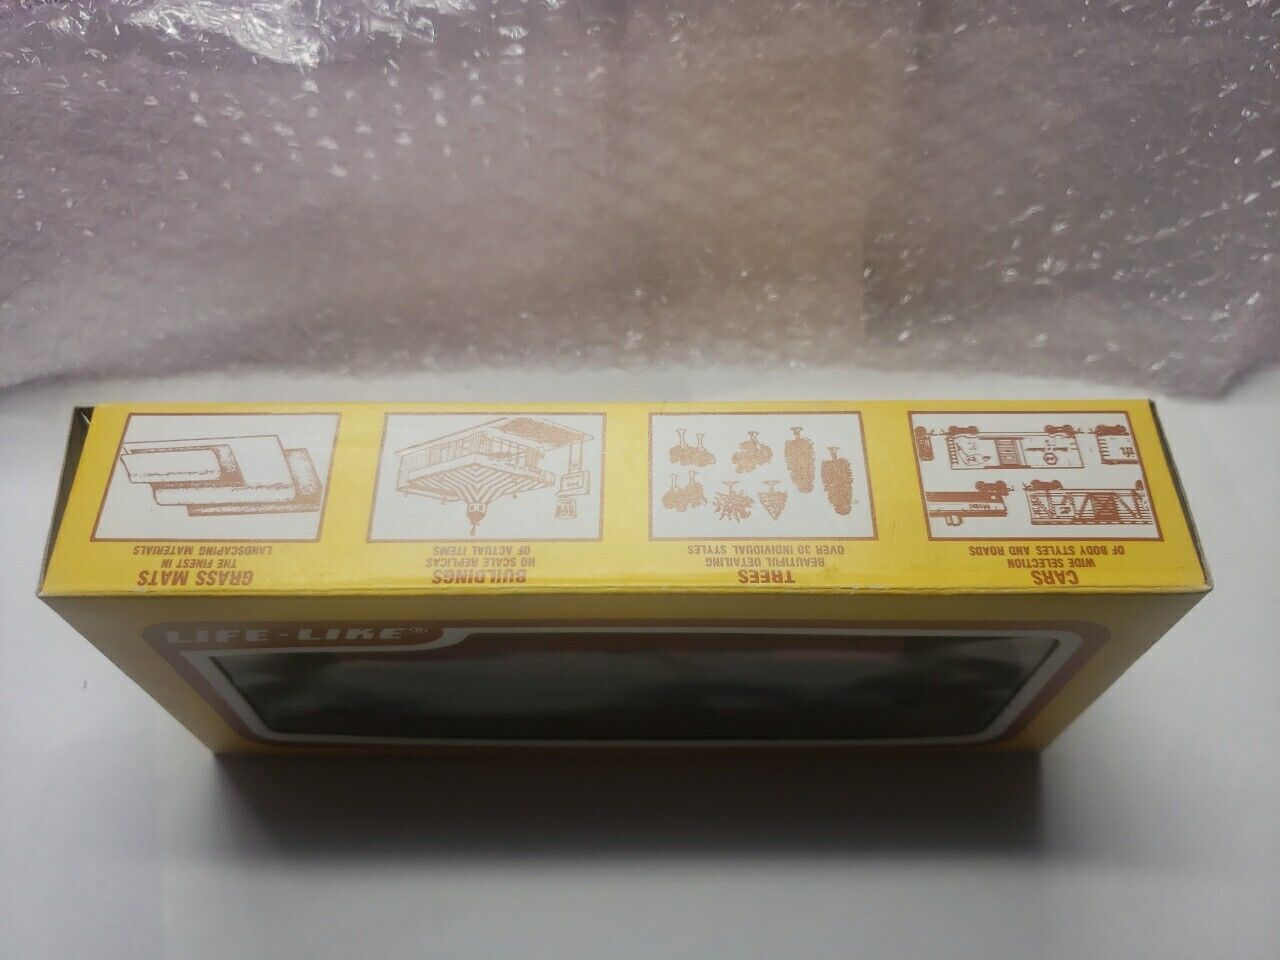 CARS
WIDE SELECTION
OF BODY STYLES AND ROADS
Mobil
TREES
BEAUTIFUL DETAILING
OVER 30 INDIVIDUAL STYLES
BUILDINGS
HO SCALE REPLICAS
OF ACTUAL ITEMS
GRASS MATS
THE FINEST IN
LANDSCAPING MATERIALS
LIFE-LIKE®